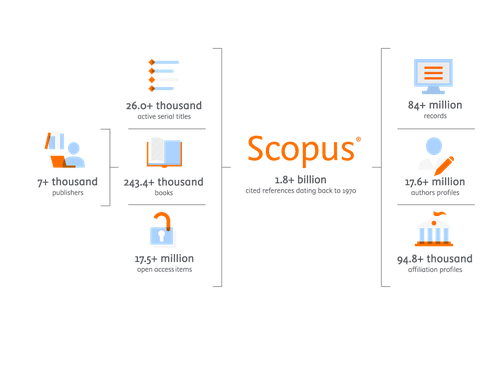 26.0+ thousand
active serial titles
7+ thousand
publishers
243.4+ thousand
books
17.5+ million
open access items
Scopus®
1.8+ billion
cited references dating back to 1970
84+ million
records
17.6+ million
authors profiles
94.8+ thousand
affiliation profiles